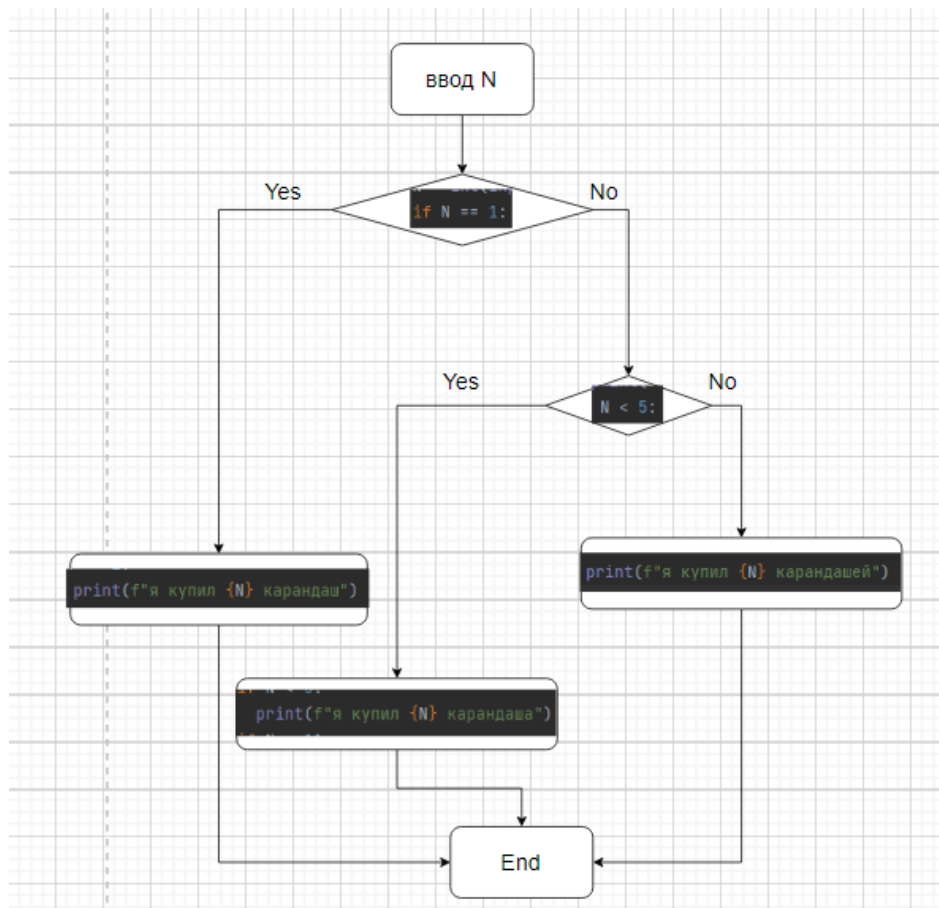 ввод N
Yes
No
if N == 1:
Yes
No
N < 5:
print(f"я купил {N} карандаш")
print(f"я купил {N} карандашей")
print(f"я купил {N} карандаша")
End